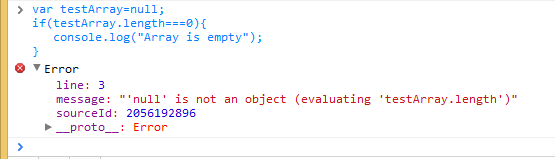 > var testArray=null;
if(testArray.length===0){
console.log("Array is empty");
}
Error
line: 3
message: "'null' is not an object (evaluating 'testArray.length')"
sourceId: 2056192896
__proto__: Error
>